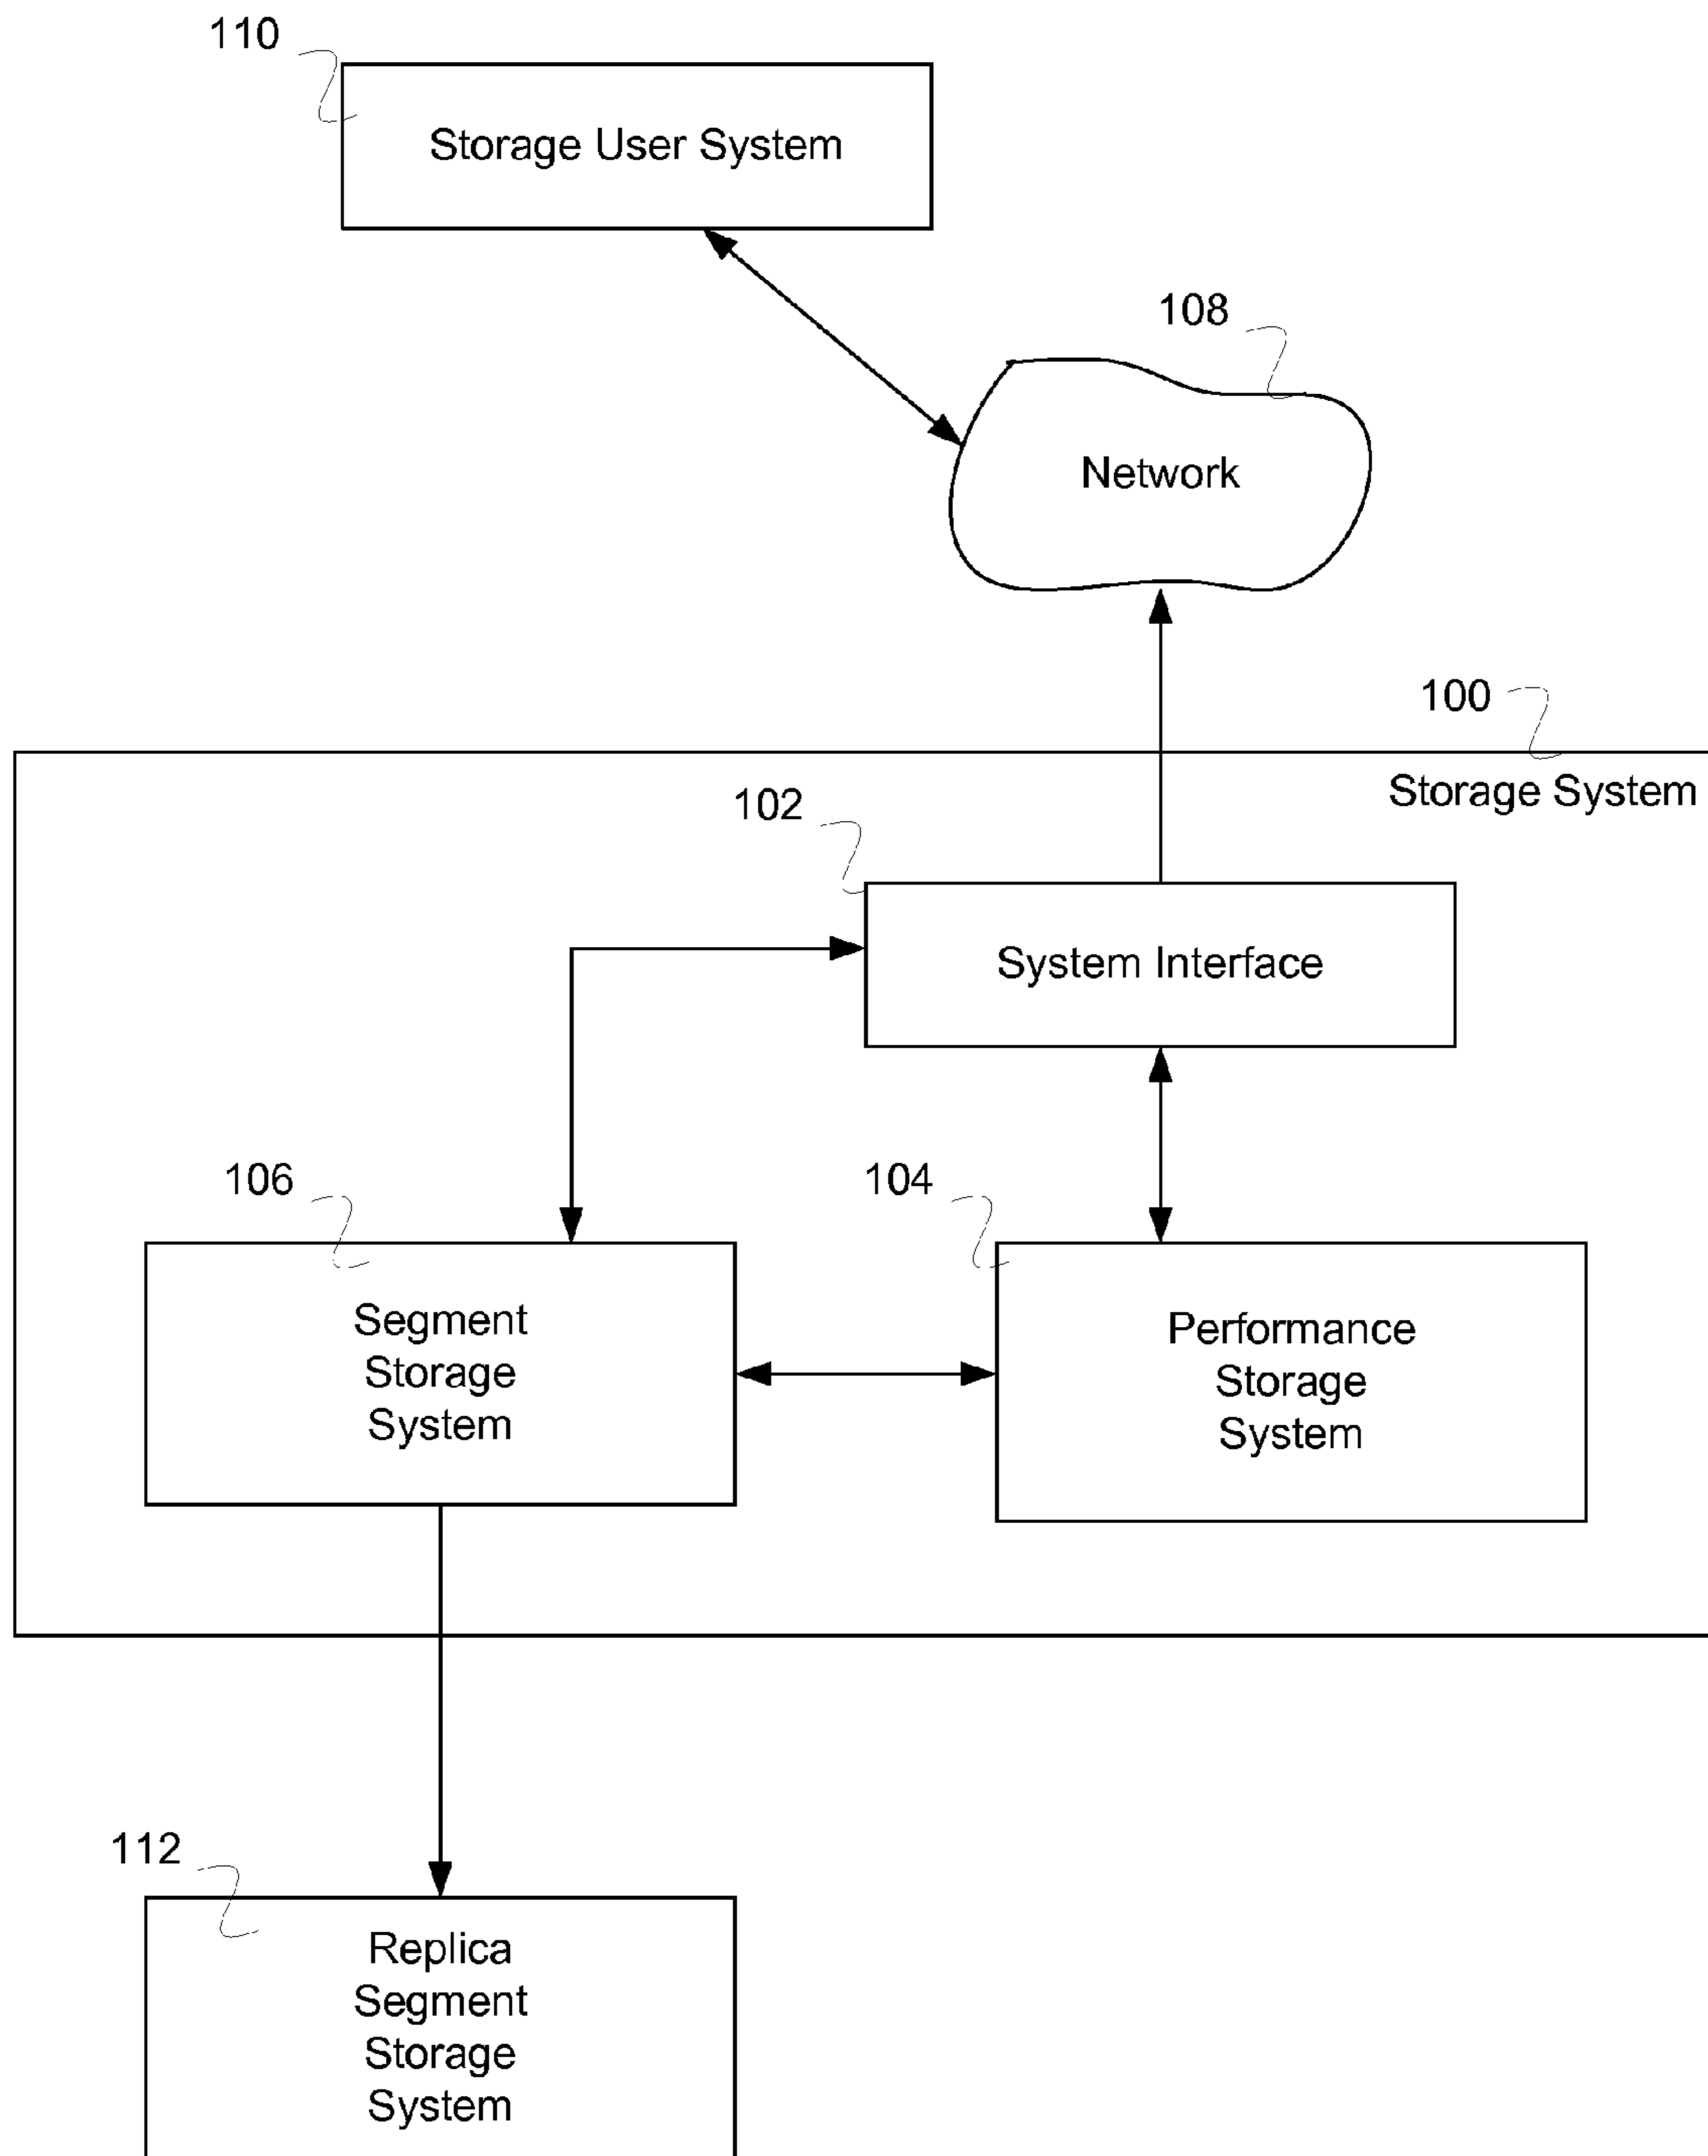 110
Storage User System
108
Network
100
Storage System
102
System Interface
106
104
Segment
Storage
System
Performance
Storage
System
112
Replica
Segment
Storage
System